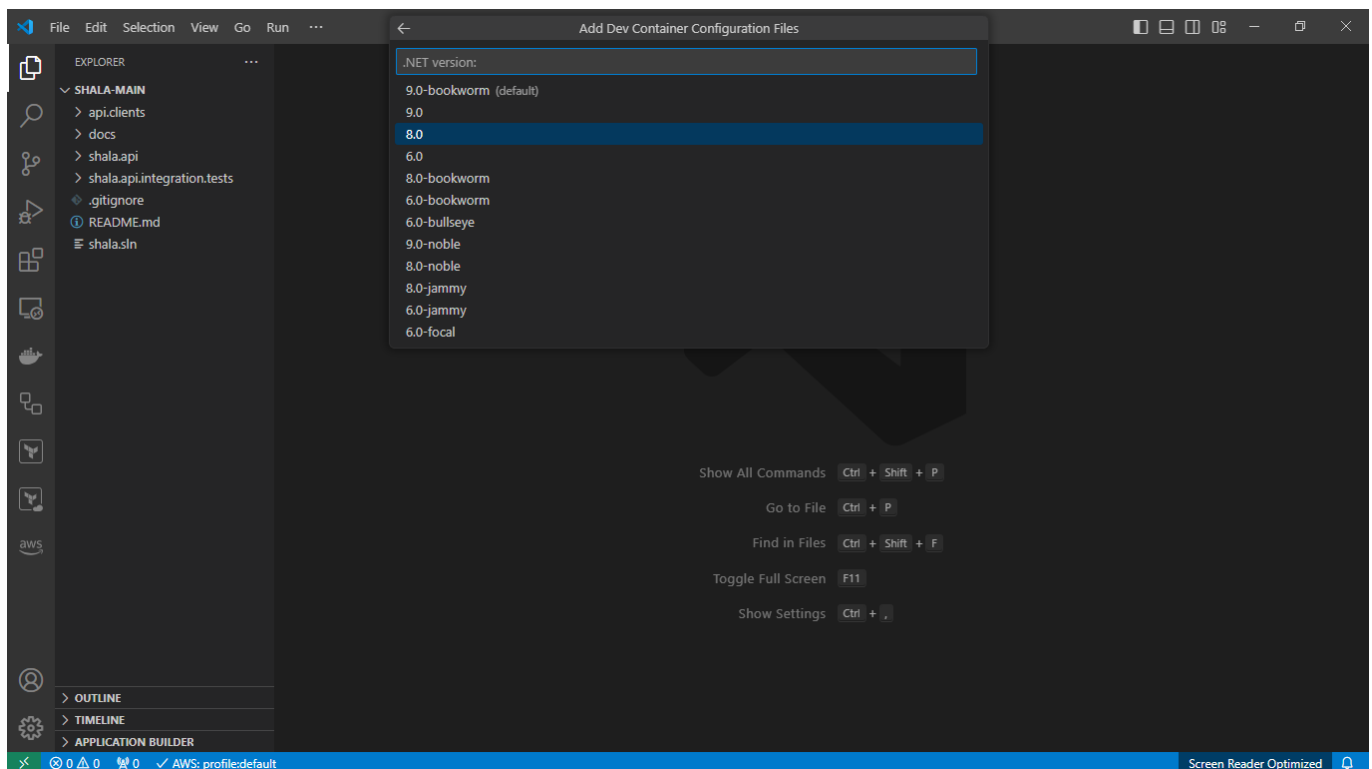 File Edit Selection View Go Run ···
Add Dev Container Configuration Files
.NET version:
9.0-bookworm (default)
9.0
8.0
6.0
8.0-bookworm
6.0-bookworm
6.0-bullseye
9.0-noble
8.0-noble
8.0-jammy
6.0-jammy
6.0-focal
EXPLORER ···
SHALA-MAIN
api.clients
docs
shala.api
shala.api.integration.tests
.gitignore
README.md
shala.sln
aws
Show All Commands Ctrl + Shift + P
Go to File Ctrl + P
Find in Files Ctrl + Shift + F
Toggle Full Screen F11
Show Settings Ctrl + ,
OUTLINE
TIMELINE
APPLICATION BUILDER
0 0 0 AWS: profile:default
Screen Reader Optimized